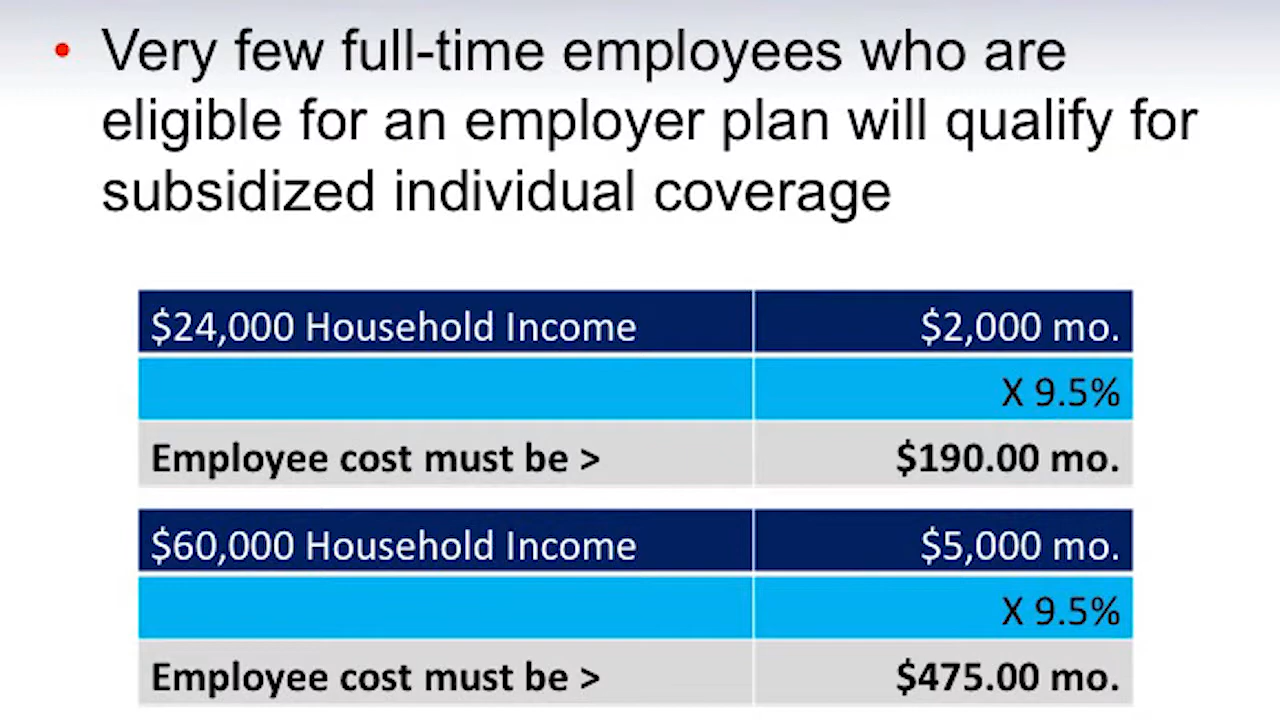 • Very few full-time employees who are
eligible for an employer plan will qualify for
subsidized individual coverage
$24,000 Household Income $2,000 mo.
X 9.5%
Employee cost must be > $190.00 mo.
$60,000 Household Income $5,000 mo.
X 9.5%
Employee cost must be > $475.00 mo.